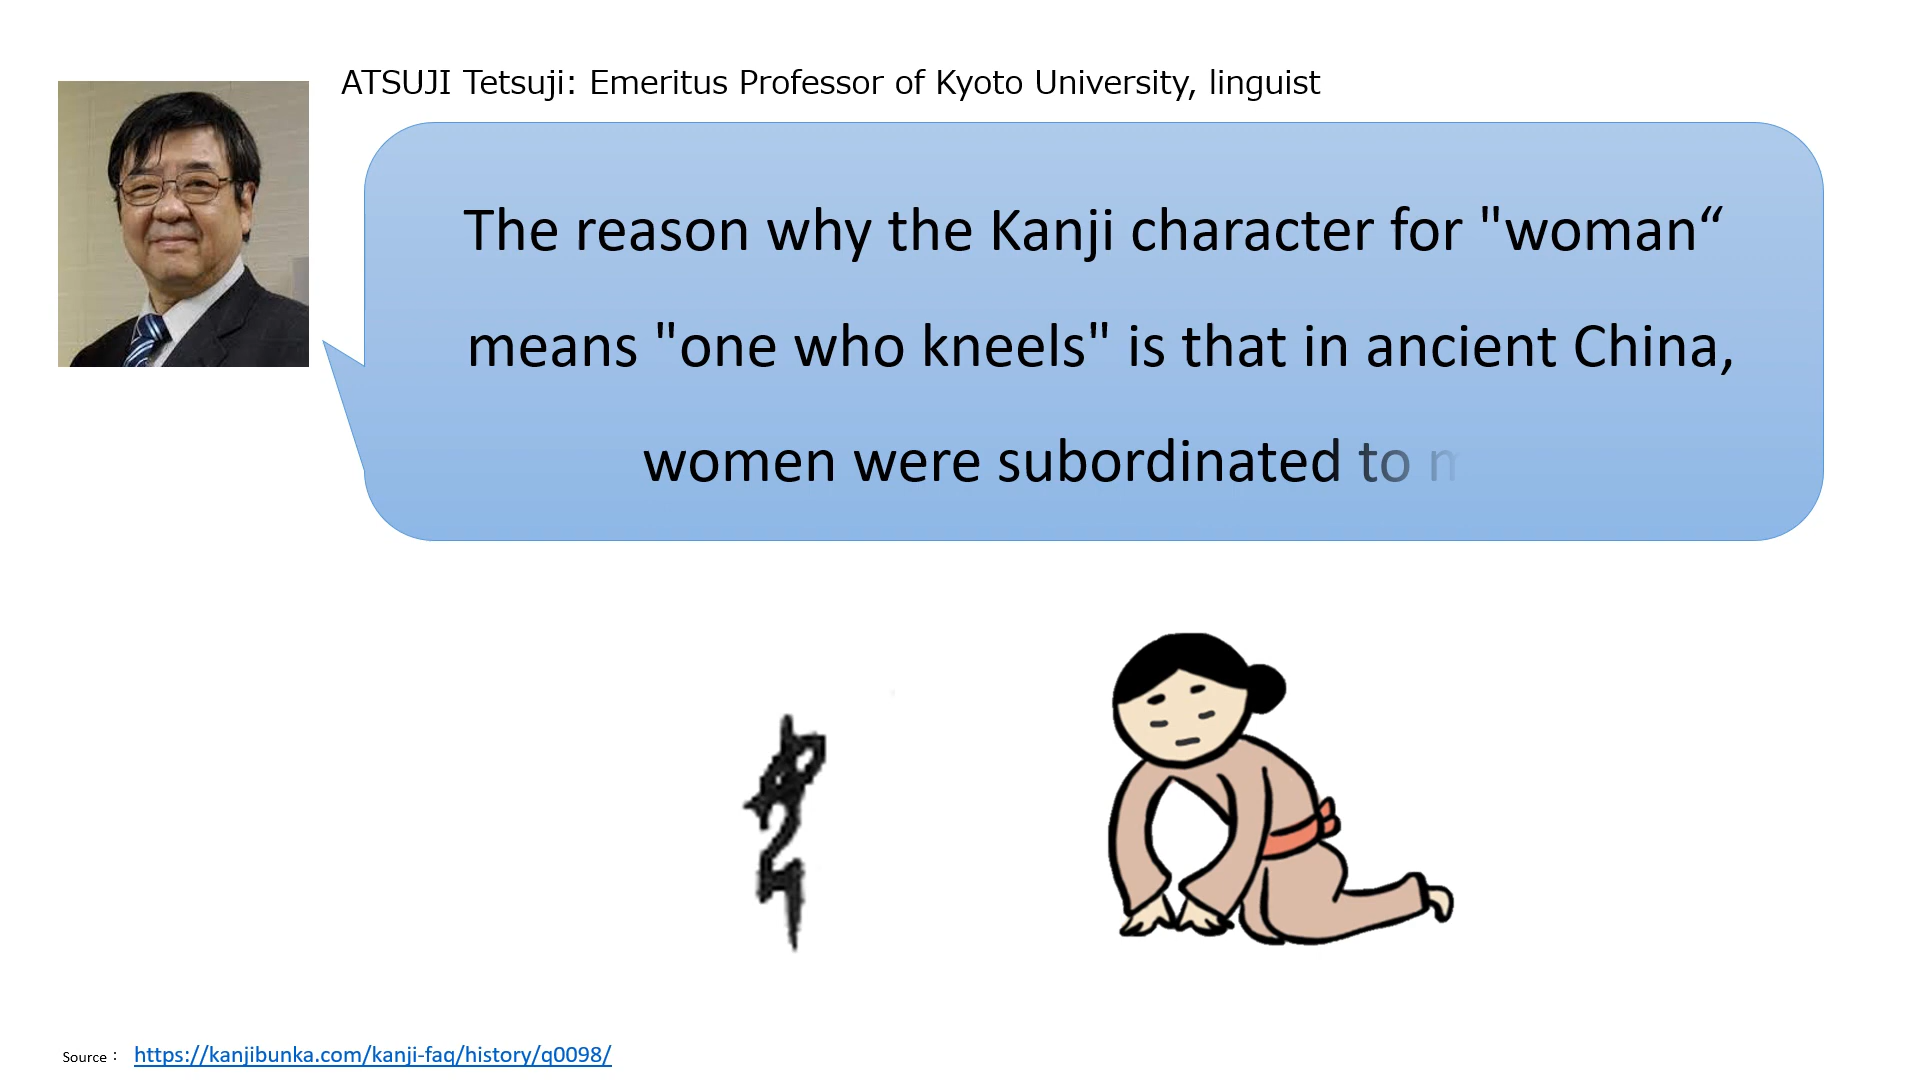 ATSUJI Tetsuji: Emeritus Professor of Kyoto University, linguist
The reason why the Kanji character for "woman“
means "one who kneels" is that in ancient China,
women were subordinated to
Source： https://kanjibunka.com/kanji-faq/history/q0098/